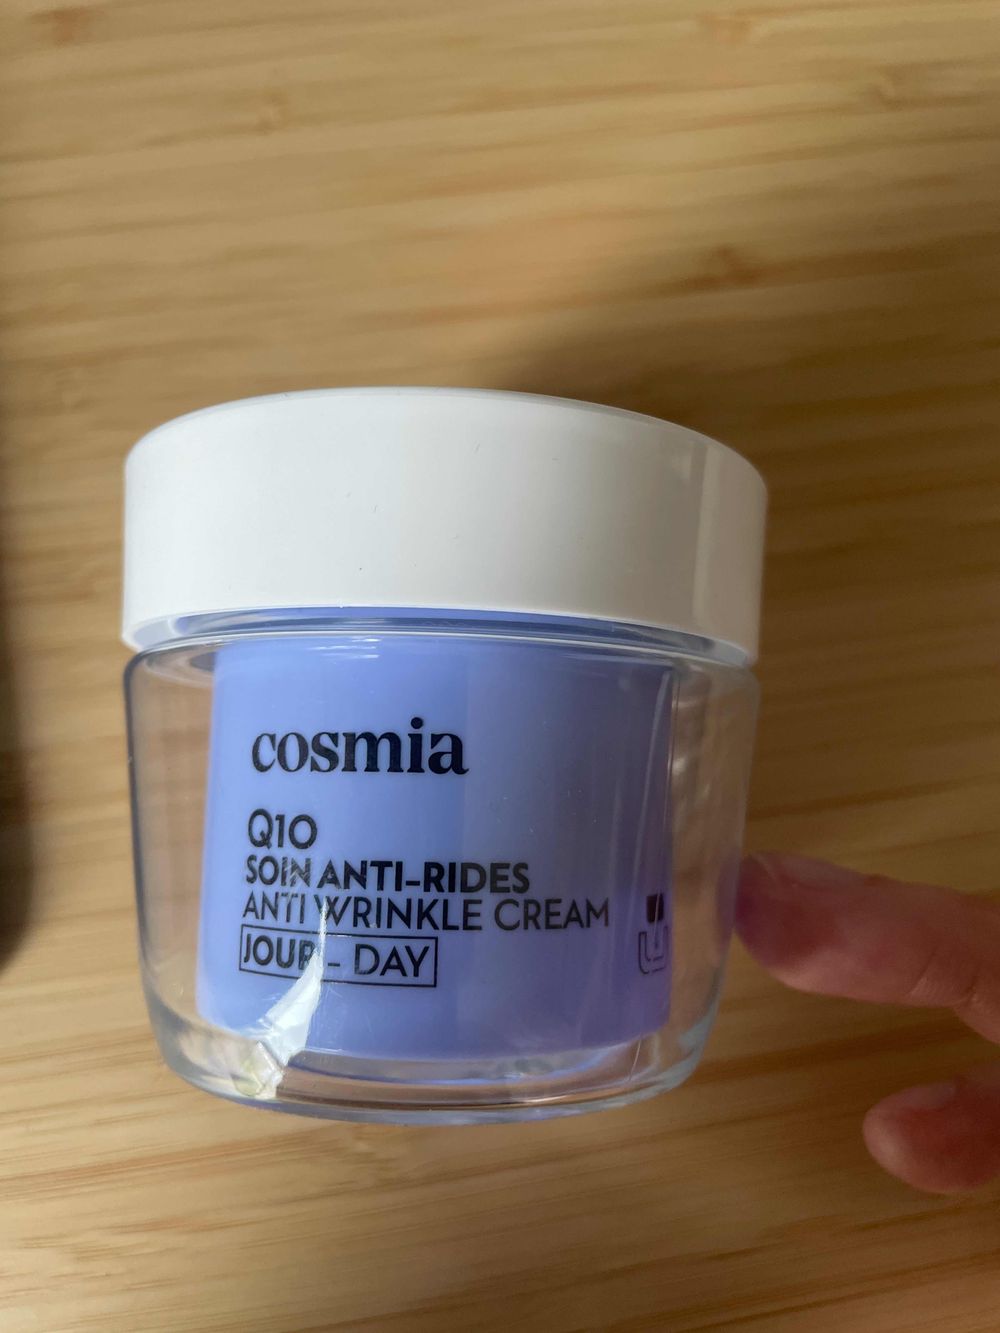 cosmia
Q10
SOIN ANTI-RIDES
ANTI WRINKLE CREAM
JOUR - DAY